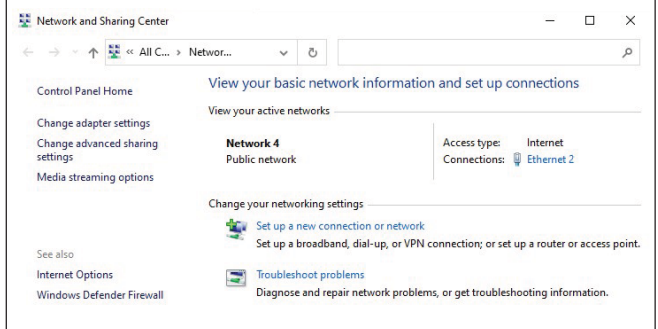 Network and Sharing Center
« All C... › Networ...
Control Panel Home
Change adapter settings
Change advanced sharing
settings
Media streaming options
See also
Internet Options
Windows Defender Firewall
View your basic network information and set up connections
View your active networks
Network 4
Public network
Access type: Internet
Connections: Ethernet 2
Change your networking settings
Set up a new connection or network
Set up a broadband, dial-up, or VPN connection; or set up a router or access point.
Troubleshoot problems
Diagnose and repair network problems, or get troubleshooting information.